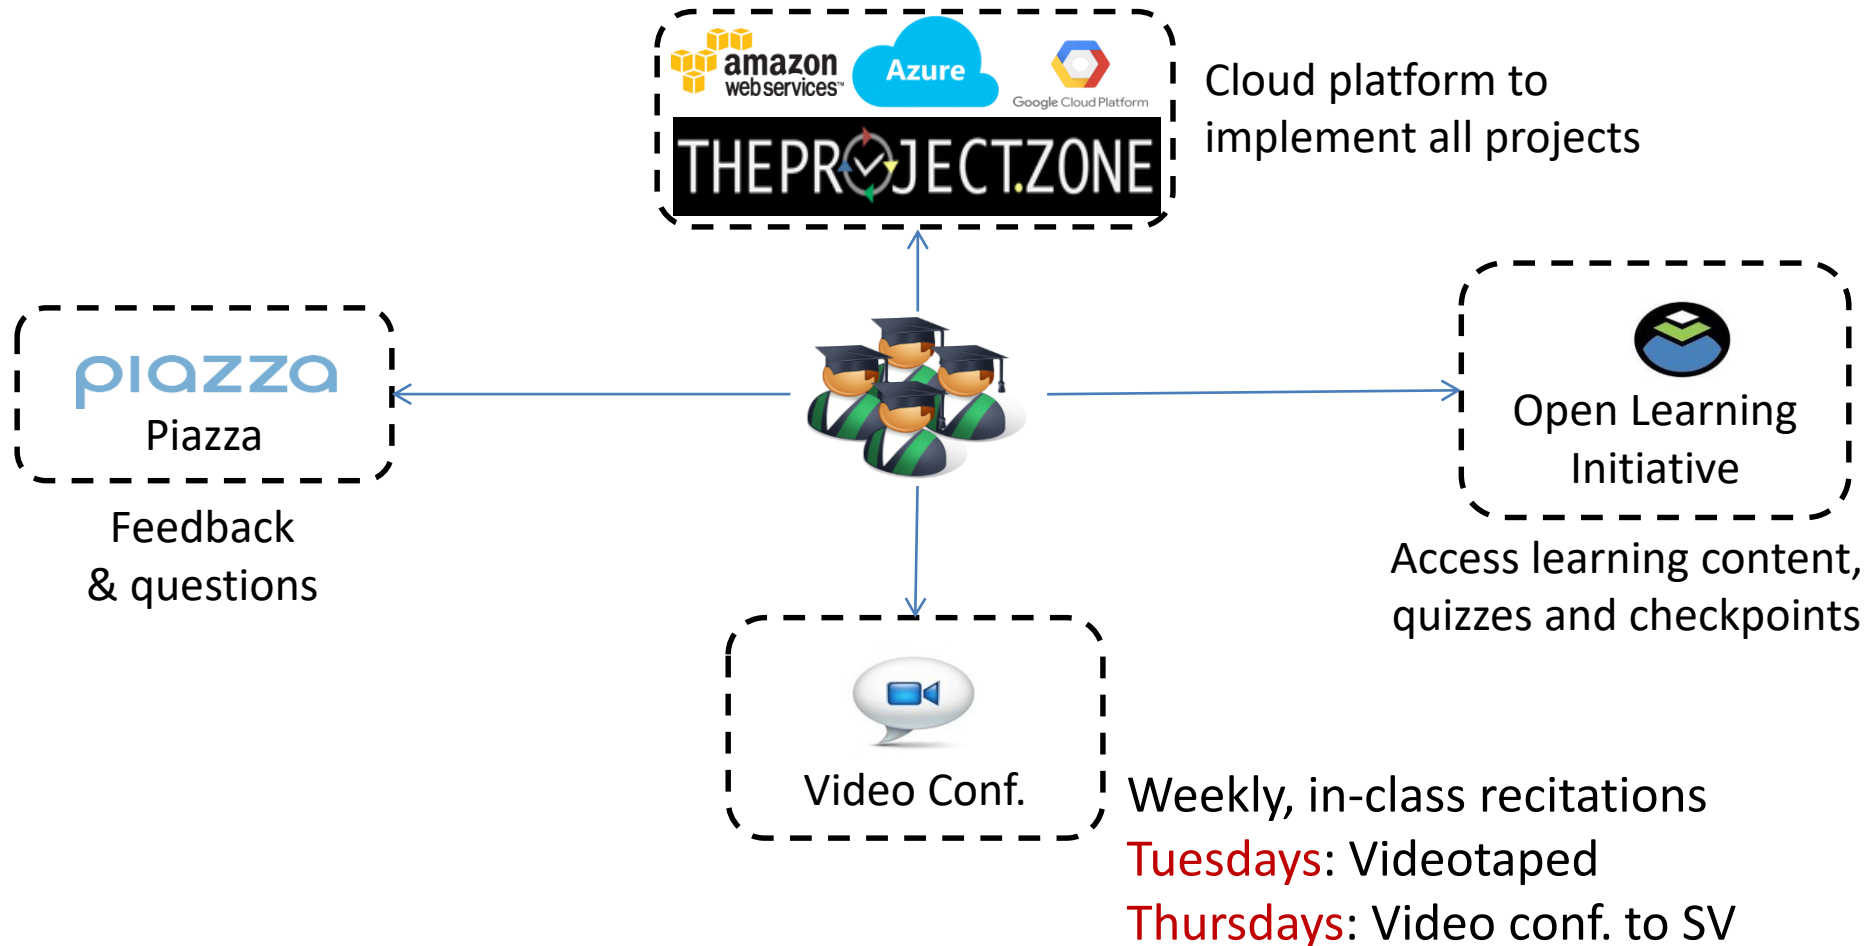 amazon
web services™
Azure
Google Cloud Platform
THEPROJECT.ZONE
Cloud platform to
implement all projects
piazza
Piazza
Feedback
& questions
Open Learning
Initiative
Access learning content,
quizzes and checkpoints
Video Conf.
Weekly, in-class recitations
Tuesdays: Videotaped
Thursdays: Video conf. to SV